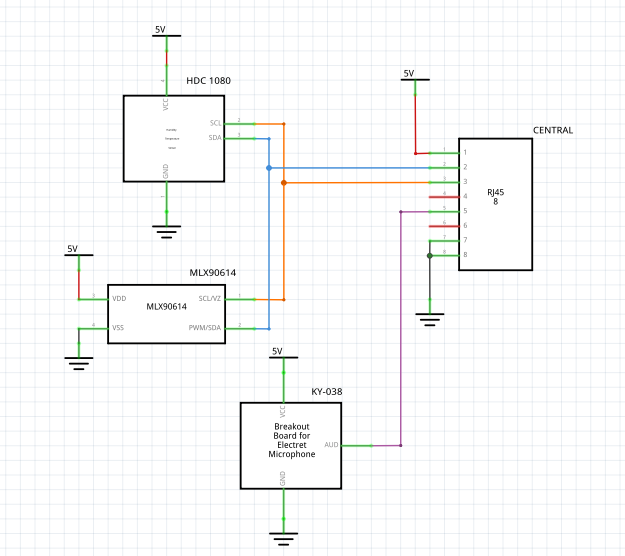 5V
HDC 1080
VCC
SCL
SDA
Humidity
Temperature
Sensor
GND
5V
CENTRAL
1
2
3
4
5
6
7
8
RJ45
8
5V
MLX90614
VDD
MLX90614
SCL/VZ
VSS
PWM/SDA
5V
KY-038
VCC
Breakout
Board for
Electret
Microphone
AUD
GND